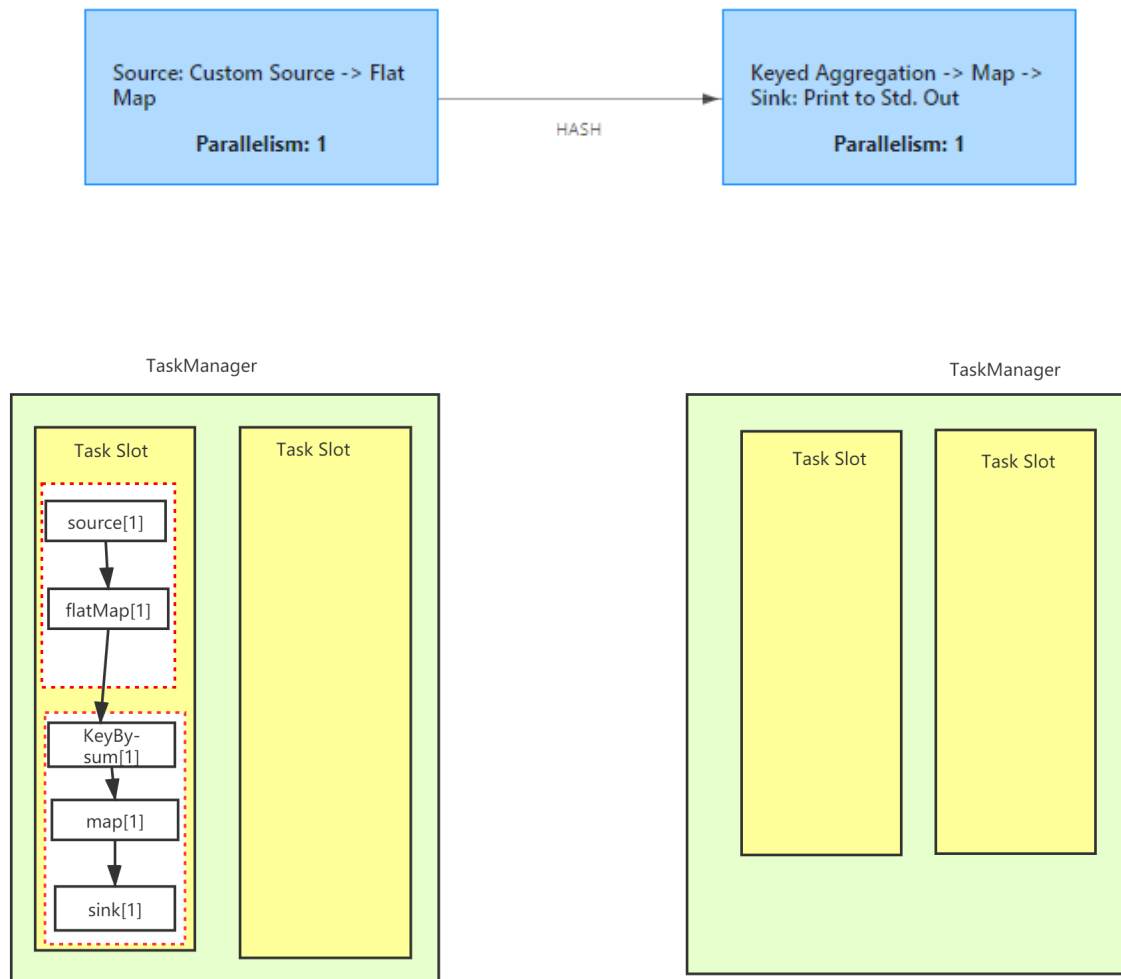 Source: Custom Source -> Flat
Map
Parallelism: 1
HASH
Keyed Aggregation -> Map ->
Sink: Print to Std. Out
Parallelism: 1
TaskManager
Task Slot
source[1]
flatMap[1]
KeyBy-
sum[1]
map[1]
sink[1]
Task Slot
TaskManager
Task Slot
Task Slot